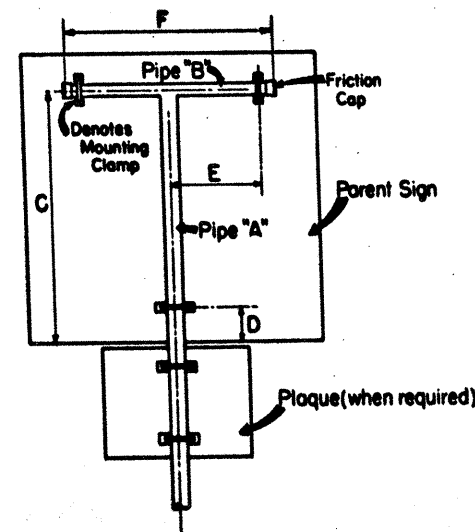 F
Pipe "B"
Friction
Cap
Denotes
Mounting
Clamp
E
C
Parent Sign
Pipe "A"
D
Plaque(when required)